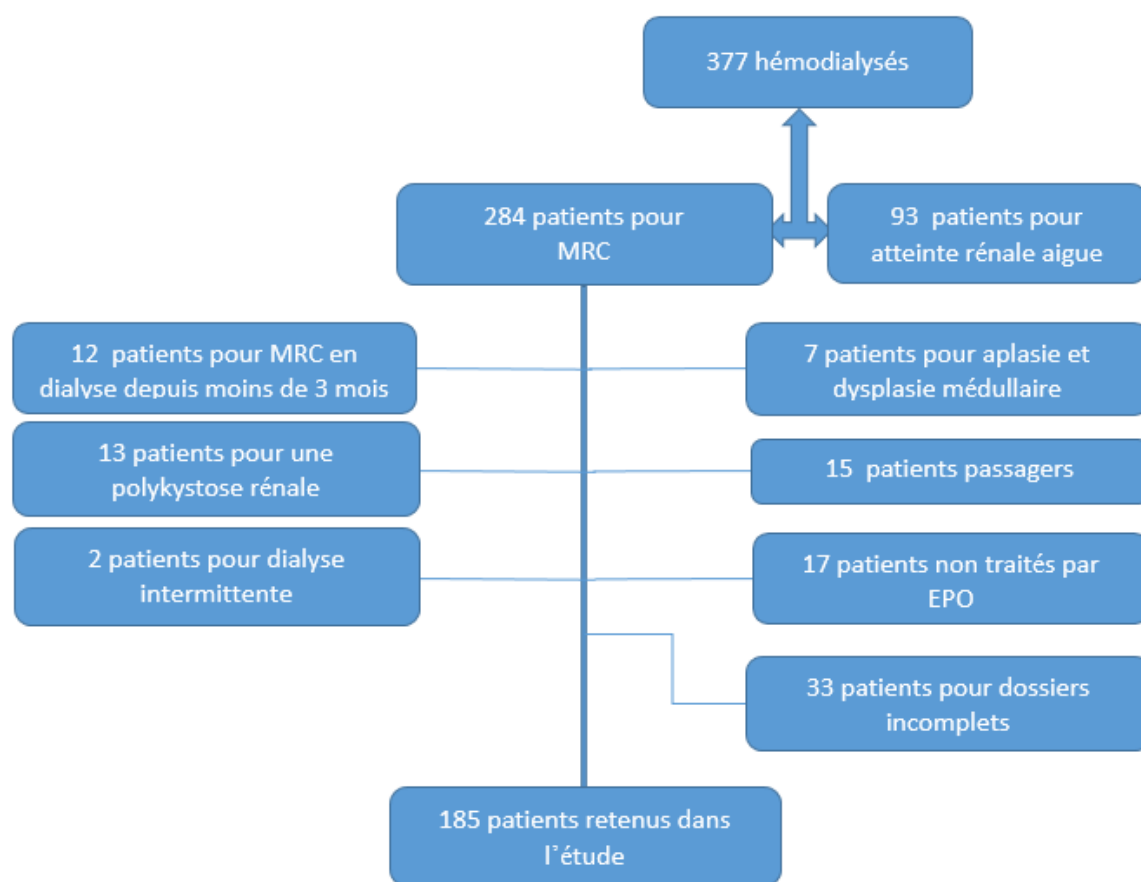 377 hémodialysés
284 patients pour
MRC
93 patients pour
atteinte rénale aigue
12 patients pour MRC en
dialyse depuis moins de 3 mois
7 patients pour aplasie et
dysplasie médullaire
13 patients pour une
polykystose rénale
15 patients passagers
2 patients pour dialyse
intermittente
17 patients non traités par
EPO
33 patients pour dossiers
incomplets
185 patients retenus dans
l'étude